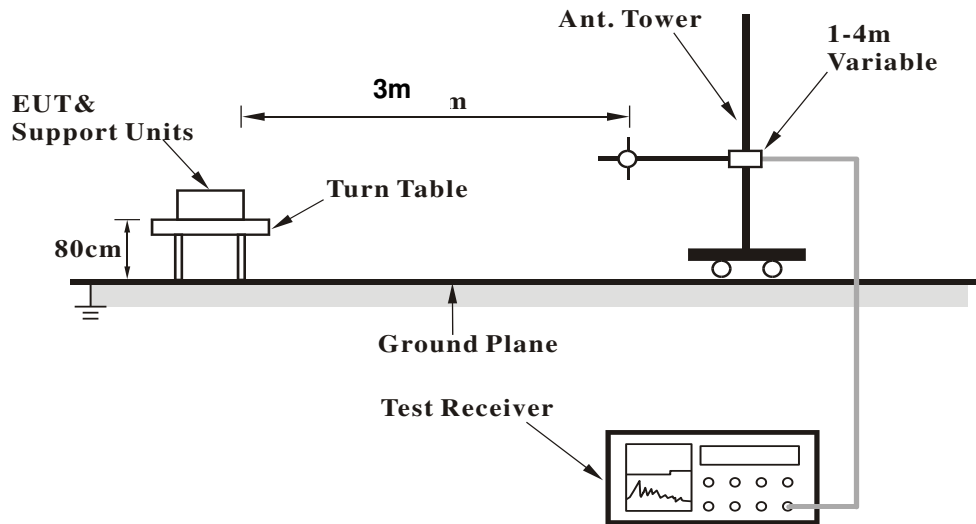 Ant. Tower
1-4m
Variable
3m
EUT&
Support Units
Turn Table
80cm
Ground Plane
Test Receiver